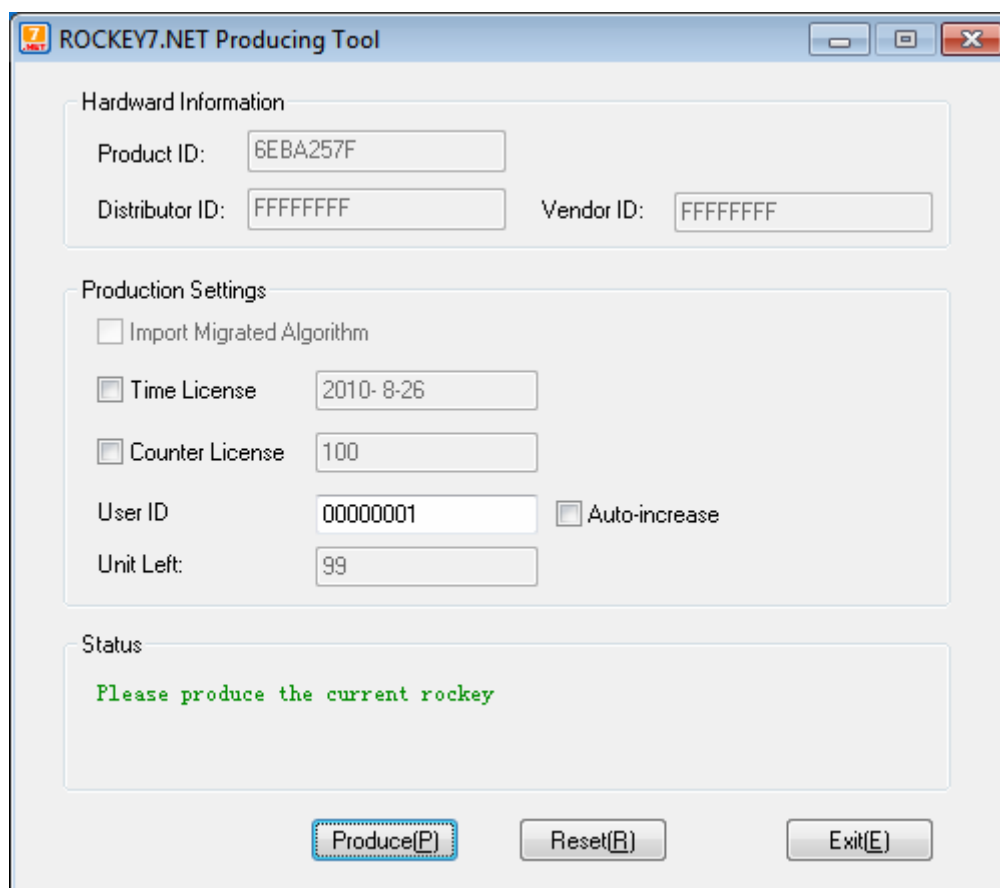 7
.NET
ROCKEY7.NET Producing Tool
Hardward Information
Product ID: 6EBA257F
Distributor ID: FFFFFFFF Vendor ID: FFFFFFFF
Production Settings
Import Migrated Algorithm
Time License 2010- 8-26
Counter License 100
User ID 00000001 Auto-increase
Unit Left: 99
Status
Please produce the current rockey
Produce(P) Reset(R) Exit(E)